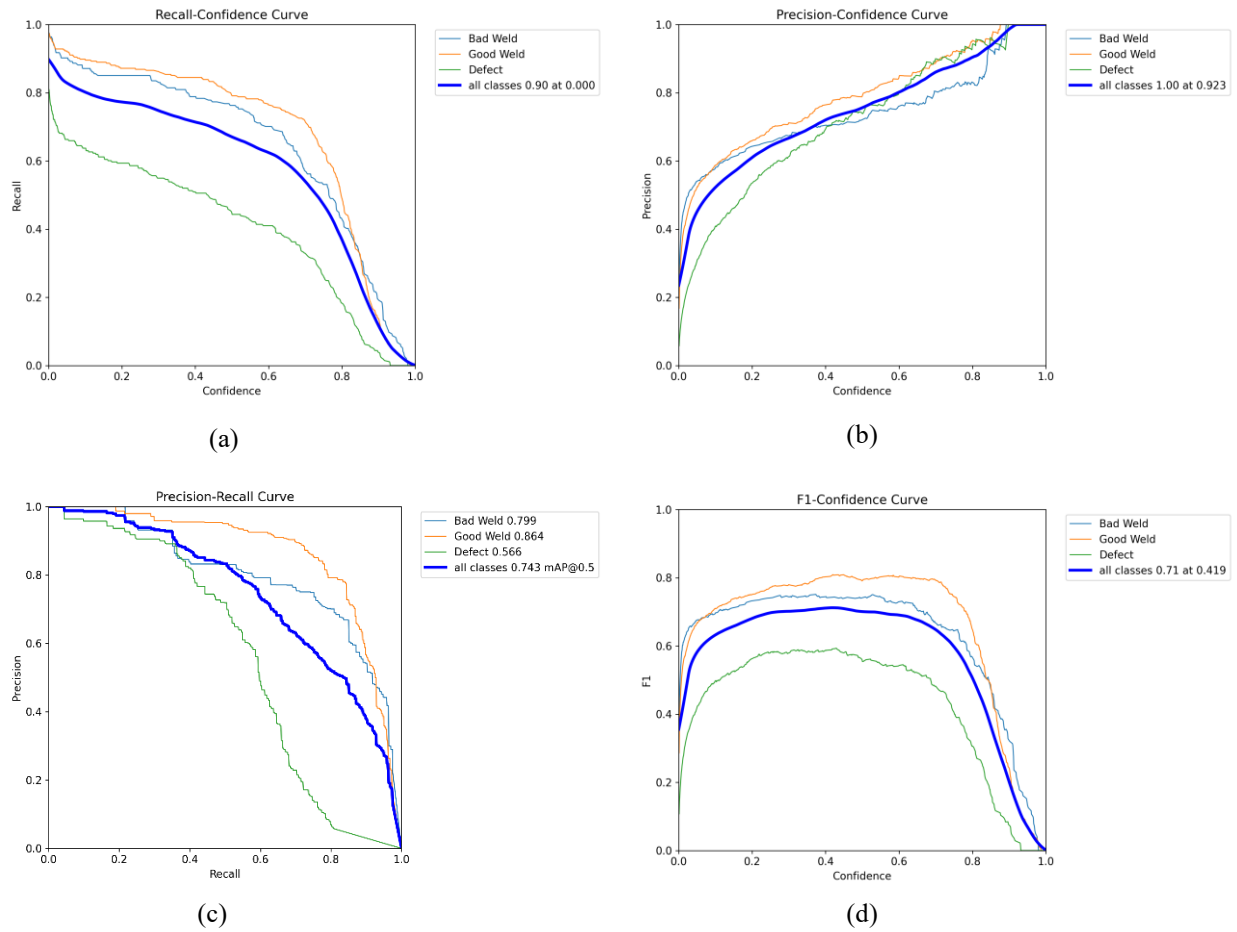 Recall-Confidence Curve
1.0
0.8
0.6
0.4
0.2
0.0
Recall
0.0 0.2 0.4 0.6 0.8 1.0
Confidence
Bad Weld
Good Weld
Defect
all classes 0.90 at 0.000
(a)
Precision-Confidence Curve
1.0
0.8
0.6
0.4
0.2
0.0
Precision
0.0 0.2 0.4 0.6 0.8 1.0
Confidence
Bad Weld
Good Weld
Defect
all classes 1.00 at 0.923
(b)
Precision-Recall Curve
1.0
0.8
0.6
0.4
0.2
0.0
Precision
0.0 0.2 0.4 0.6 0.8 1.0
Recall
Bad Weld 0.799
Good Weld 0.864
Defect 0.566
all classes 0.743 mAP@0.5
(c)
F1-Confidence Curve
1.0
0.8
0.6
0.4
0.2
0.0
F1
0.0 0.2 0.4 0.6 0.8 1.0
Confidence
Bad Weld
Good Weld
Defect
all classes 0.71 at 0.419
(d)